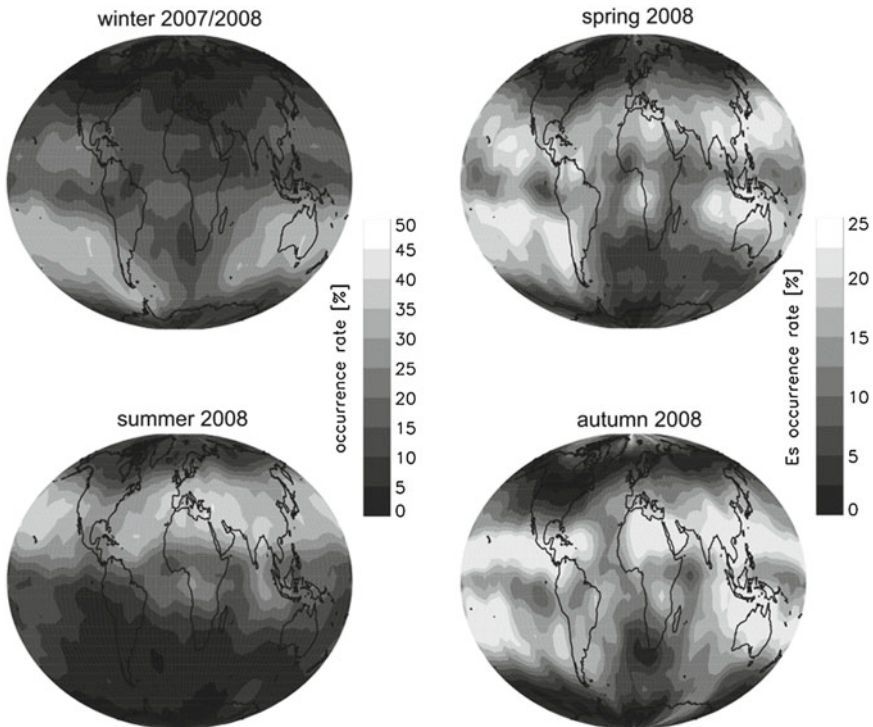 winter 2007/2008
spring 2008
50
45
40
35
30
25
20
15
10
5
0
occurrence rate [%]
25
20
15
10
5
0
Es occurrence rate [%]
summer 2008
autumn 2008